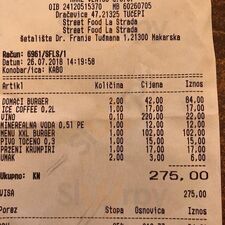 OIB 24120515370 MB 60260705
Dračevica 47,21325 TUČEPI
Street Food La Strada
Street Food La Strada
Šetalište Dr. Franje Tuđmana 1,21300 Makarska
Račun: 6961/SFLS/1
26.07.2018 14:19:58
Konobar/ica: KABO
Artikl Količina Cijena Iznos
DOMAĆI BURGER 2,00 42,00 84,00
ICE COFFEE 0,2L 1,00 17,00 17,00
VINO 0,10 220,00 22,00
MINERALNA VODA 0,5l PE 1,00 12,00 12,00
MENU XXL BURGER 1,00 102,00 102,00
PIVO TOČENO 0,3 1,00 15,00 15,00
PRŽENI KRUMPIRI 1,00 17,00 17,00
UMAK 2,00 3,00 6,00
Ukupno: KN 275,00
VISA 275,00
Porez Stopa Osnovica Iznos